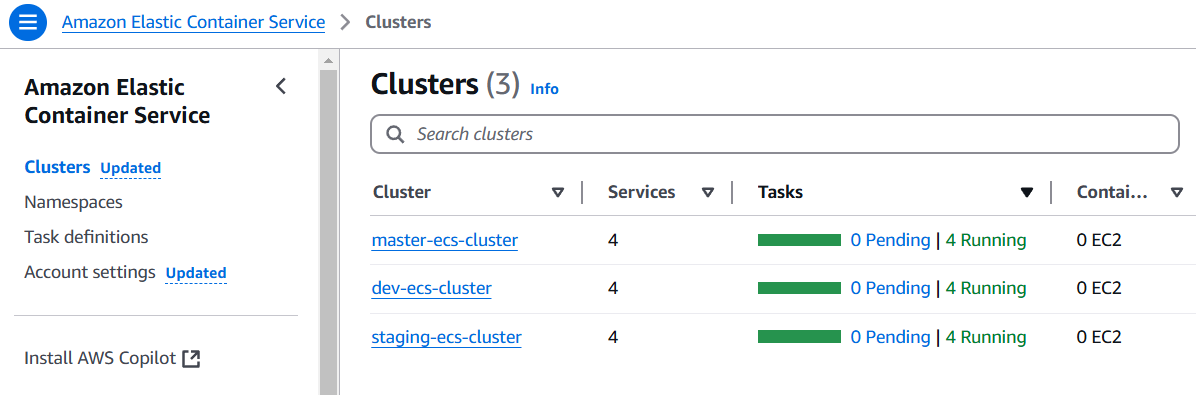 Amazon Elastic Container Service > Clusters
Amazon Elastic
Container Service
Clusters Updated
Namespaces
Task definitions
Account settings Updated
Install AWS Copilot
Clusters (3) Info
Search clusters
Cluster Services Tasks Contai...
master-ecs-cluster 4 0 Pending | 4 Running 0 EC2
dev-ecs-cluster 4 0 Pending | 4 Running 0 EC2
staging-ecs-cluster 4 0 Pending | 4 Running 0 EC2